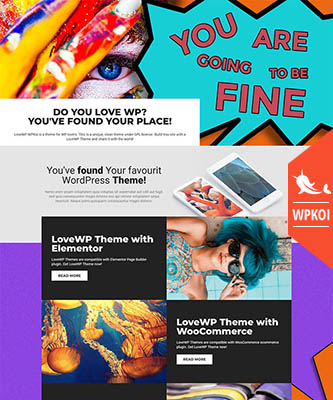 YOU ARE
GOING TO BE
FINE
DO YOU LOVE WP?
YOU'VE FOUND YOUR PLACE!
LoveWP WPKoi is a theme for WP lovers. This is a unique, clean theme under GPL license. Build you site with a
LoveWP Theme and share it with the world!
You've found Your favourit
WordPress Theme!
WPKOI
LoveWP Theme with
Elementor
LoveWP Themes are compatible with Elementor Page Builder
plugin. Get LoveWP Theme now!
READ MORE
LoveWP Theme with
WooCommerce
LoveWP Themes are compatible with WooCommerce ecommerce
plugin. Get LoveWP Theme now!
READ MORE